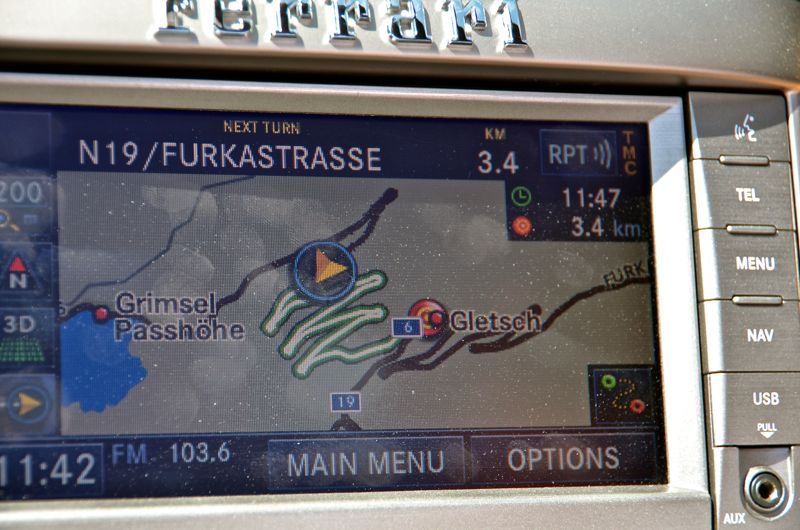 Ferrari
NEXT TURN
N19/FURKASTRASSE
KM
3.4
RPT
TMC
11:47
3.4 km
200
N
3D
Grimsel
Passhöhe
6
Gletsch
FURK
19
11:42
FM 103.6
MAIN MENU
OPTIONS
TEL
MENU
NAV
USB
PULL
AUX